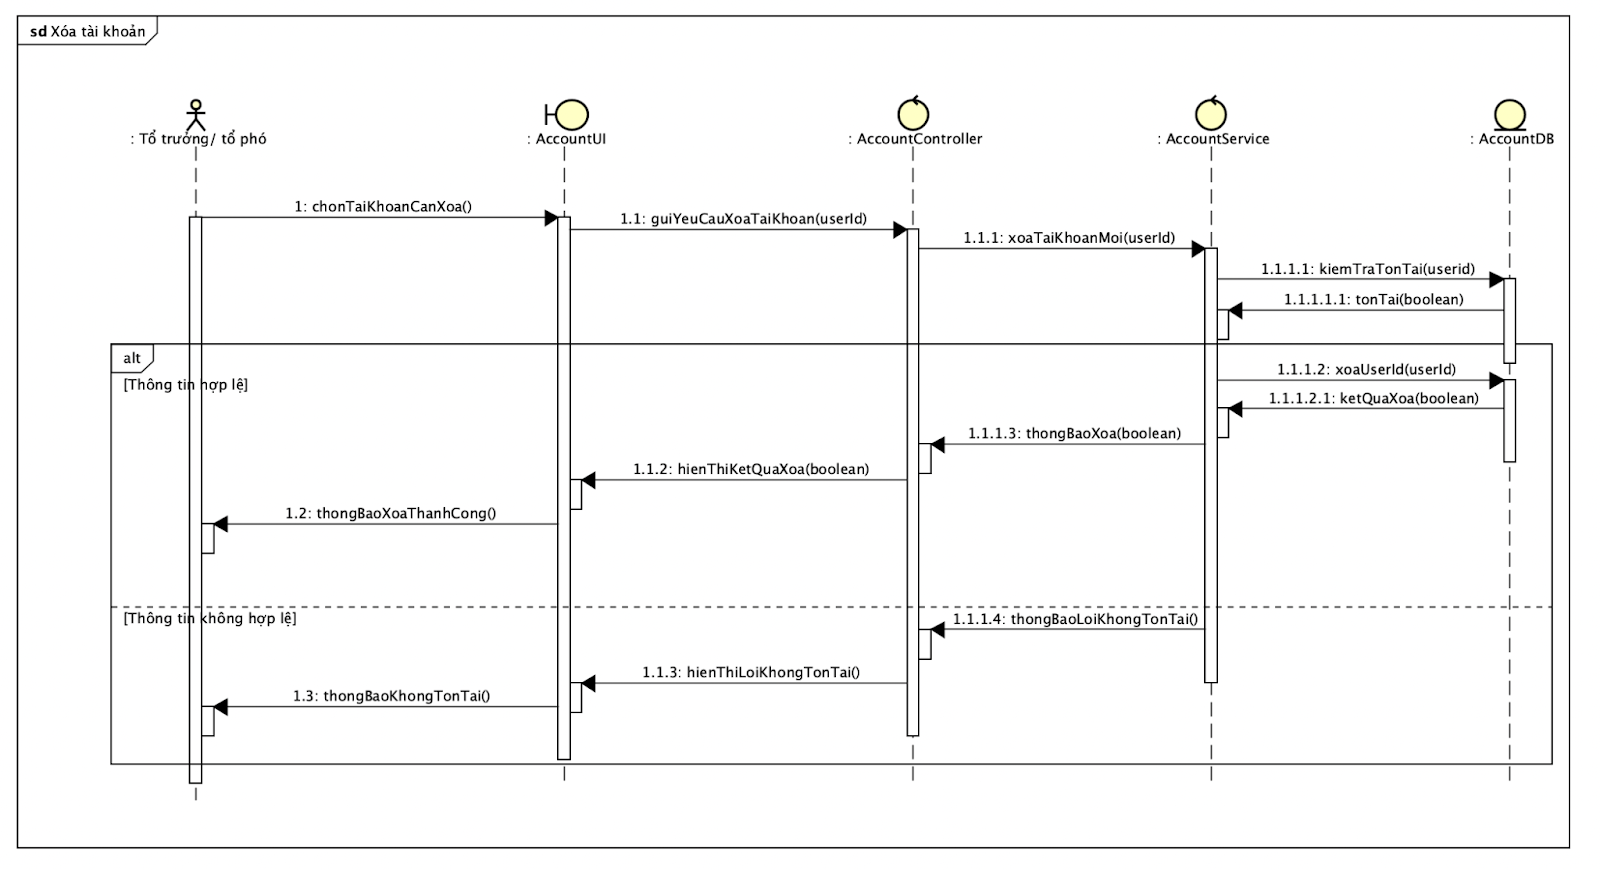 sd Xóa tài khoản
: Tổ trưởng/ tổ phó
: AccountUI
: AccountController
: AccountService
: AccountDB
1: chonTaiKhoanCanXoa()
1.1: guiYeuCauXoaTaiKhoan(userId)
1.1.1: xoaTaiKhoanMoi(userId)
1.1.1.1: kiemTraTonTai(userid)
1.1.1.1.1: tonTai(boolean)
alt
[Thông tin hợp lệ]
1.1.1.2: xoaUserId(userId)
1.1.1.2.1: ketQuaXoa(boolean)
1.1.1.3: thongBaoXoa(boolean)
1.1.2: hienThiKetQuaXoa(boolean)
1.2: thongBaoXoaThanhCong()
[Thông tin không hợp lệ]
1.1.1.4: thongBaoLoiKhongTonTai()
1.1.3: hienThiLoiKhongTonTai()
1.3: thongBaoKhongTonTai()